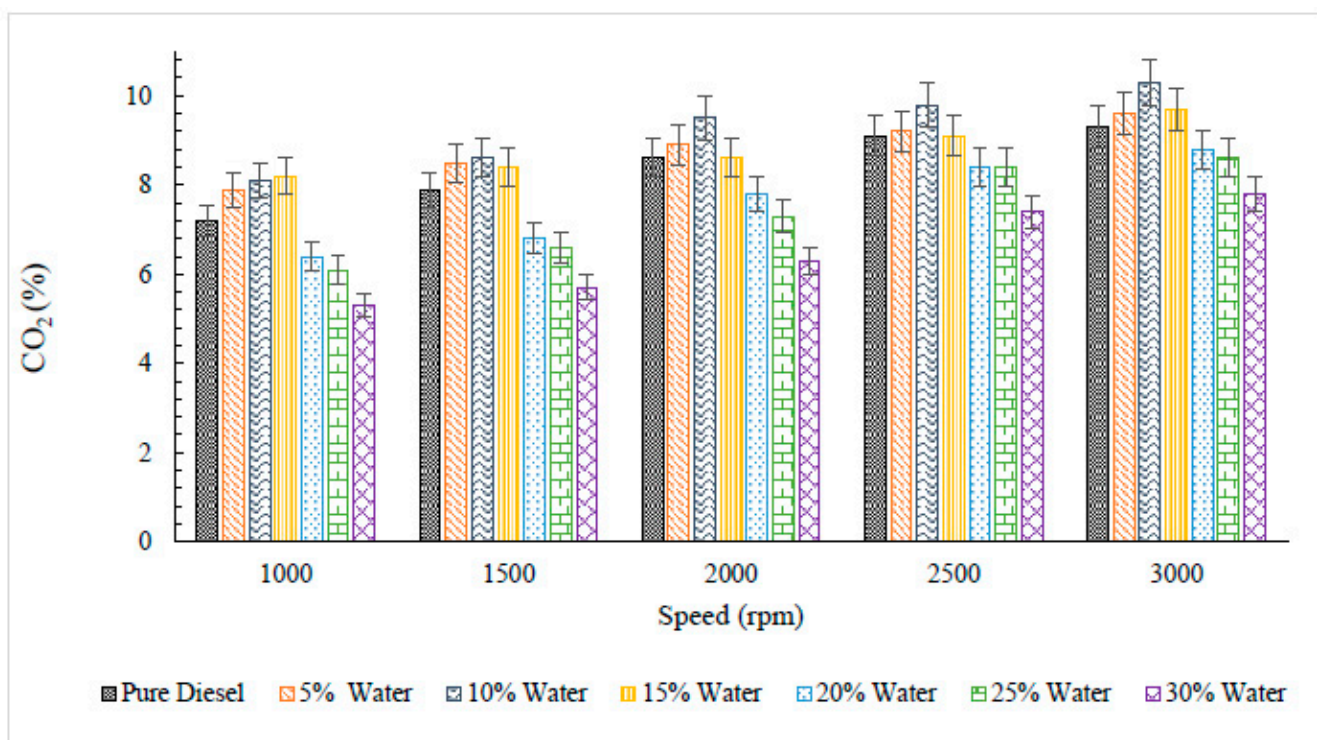 CO₂ (%)
10
8
6
4
2
0
1000 1500 2000 2500 3000
Speed (rpm)
Pure Diesel 5% Water 10% Water 15% Water 20% Water 25% Water 30% Water